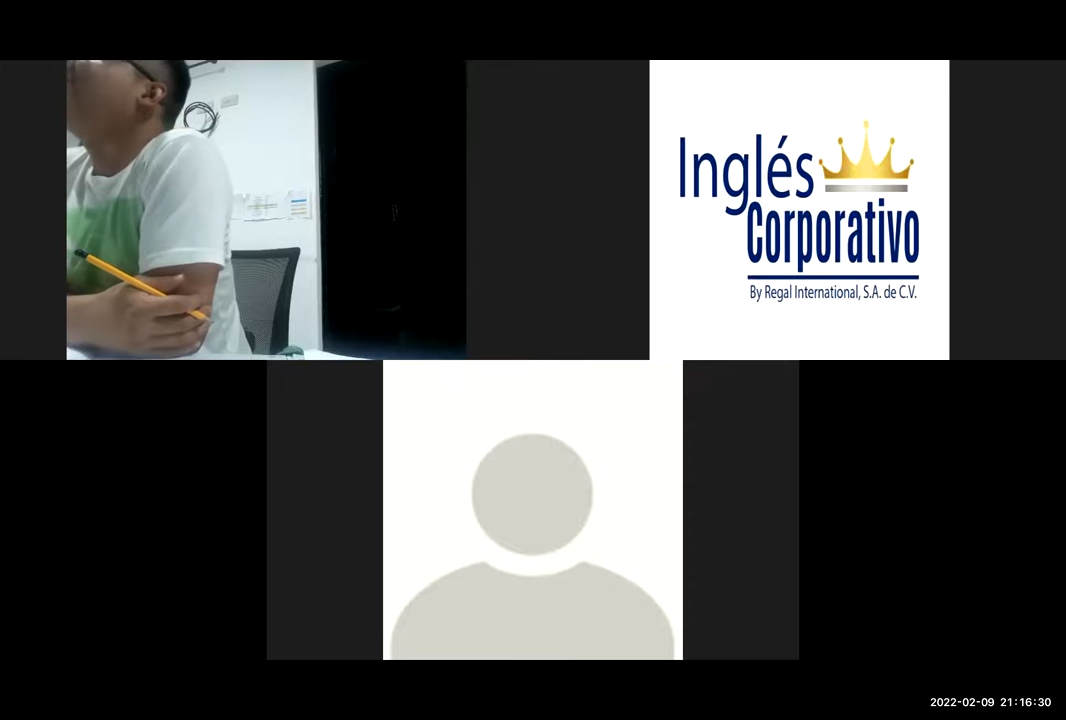 Inglés
Corporativo
By Regal International, S.A. de C.V.
2022-02-09 21:16:30